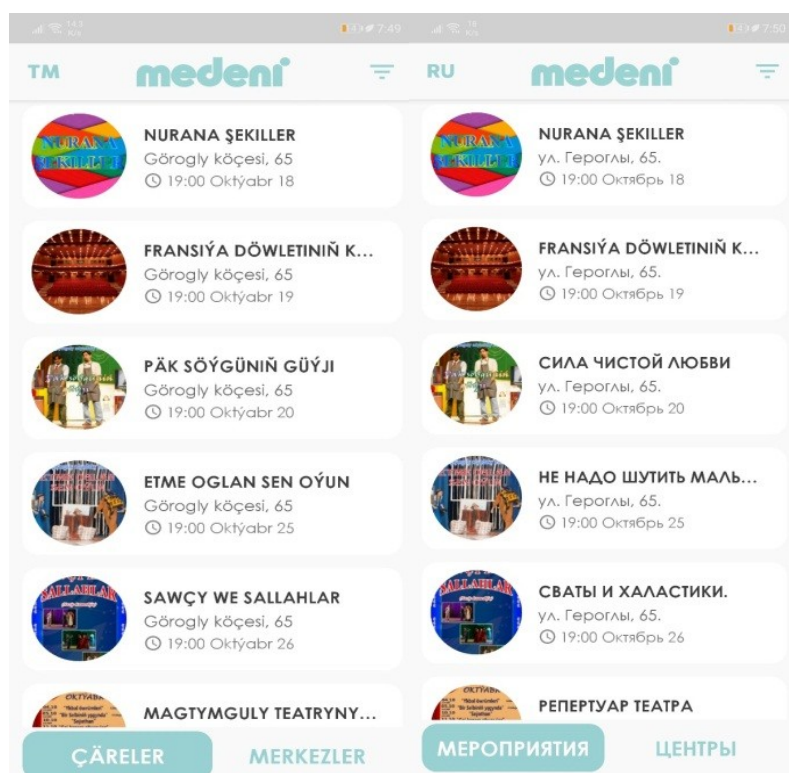 7:49
TM
medeni
NURANA ŞEKILLER
Görogly köçesi, 65
19:00 Oktýabr 18
FRANSIÝA DÖWLETINIŇ K...
Görogly köçesi, 65
19:00 Oktýabr 19
PÄK SÖÝGÜNIŇ GÜÝJI
Görogly köçesi, 65
19:00 Oktýabr 20
ETME OGLAN SEN OÝUN
Görogly köçesi, 65
19:00 Oktýabr 25
SAWÇY WE SALLAHLAR
Görogly köçesi, 65
19:00 Oktýabr 26
MAGTYMGULY TEATRYNY...
ÇÄRELER
MERKEZLER
7:50
RU
medeni
NURANA ŞEKILLER
ул. Героглы, 65.
19:00 Октябрь 18
FRANSIÝA DÖWLETINIŇ K...
ул. Героглы, 65.
19:00 Октябрь 19
СИЛА ЧИСТОЙ ЛЮБВИ
ул. Героглы, 65.
19:00 Октябрь 20
НЕ НАДО ШУТИТЬ МАЛЬ...
ул. Героглы, 65.
19:00 Октябрь 25
СВАТЫ И ХАЛАСТИКИ.
ул. Героглы, 65.
19:00 Октябрь 26
РЕПЕРТУАР ТЕАТРА
МЕРОПРИЯТИЯ
ЦЕНТРЫ